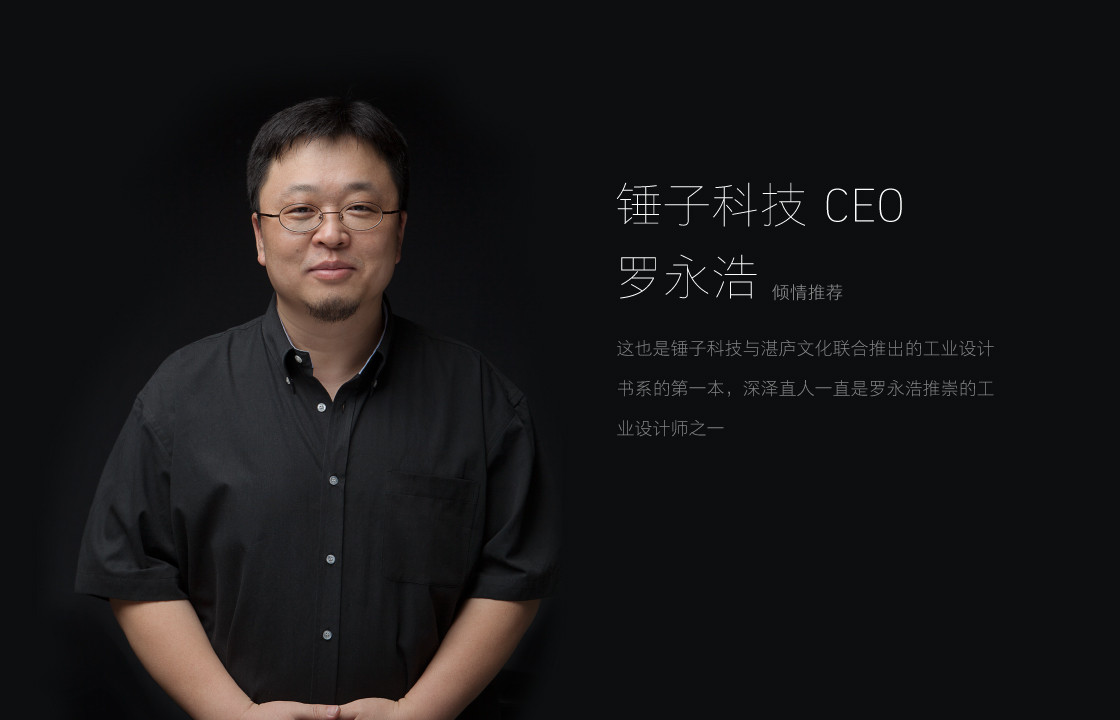 锤子科技 CEO
罗永浩 倾情推荐
这也是锤子科技与湛庐文化联合推出的工业设计
书系的第一本，深泽直人一直是罗永浩推崇的工
业设计师之一